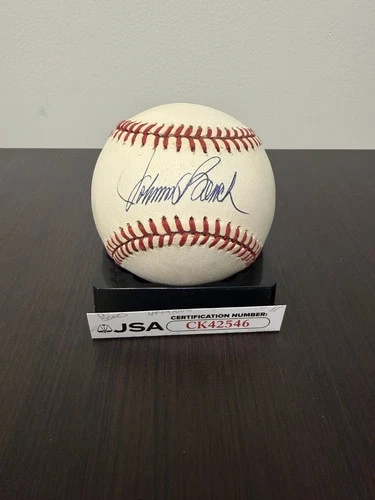 Johnny Bench
CERTIFICATION NUMBER:
JSA CK42546